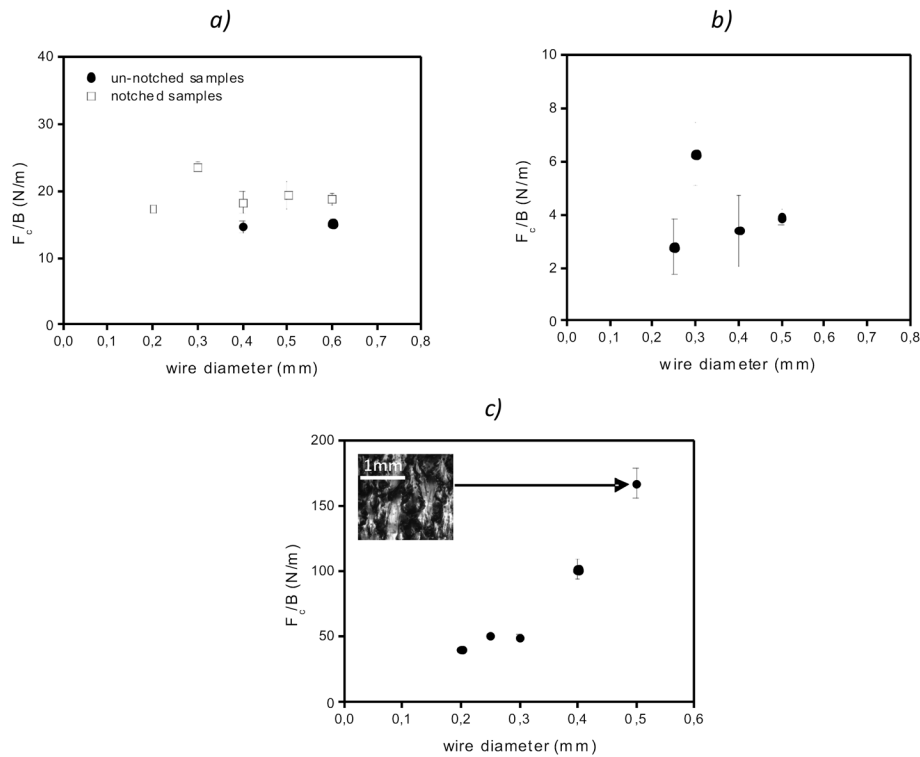 a)
40
30
20
10
0
F_c/B (N/m)
un-notched samples
notched samples
0,0 0,1 0,2 0,3 0,4 0,5 0,6 0,7 0,8
wire diameter (mm)
b)
10
8
6
4
2
0
F_c/B (N/m)
0,0 0,1 0,2 0,3 0,4 0,5 0,6 0,7 0,8
wire diameter (mm)
c)
200
150
100
50
0
F_c/B (N/m)
1mm
0,0 0,1 0,2 0,3 0,4 0,5 0,6
wire diameter (mm)